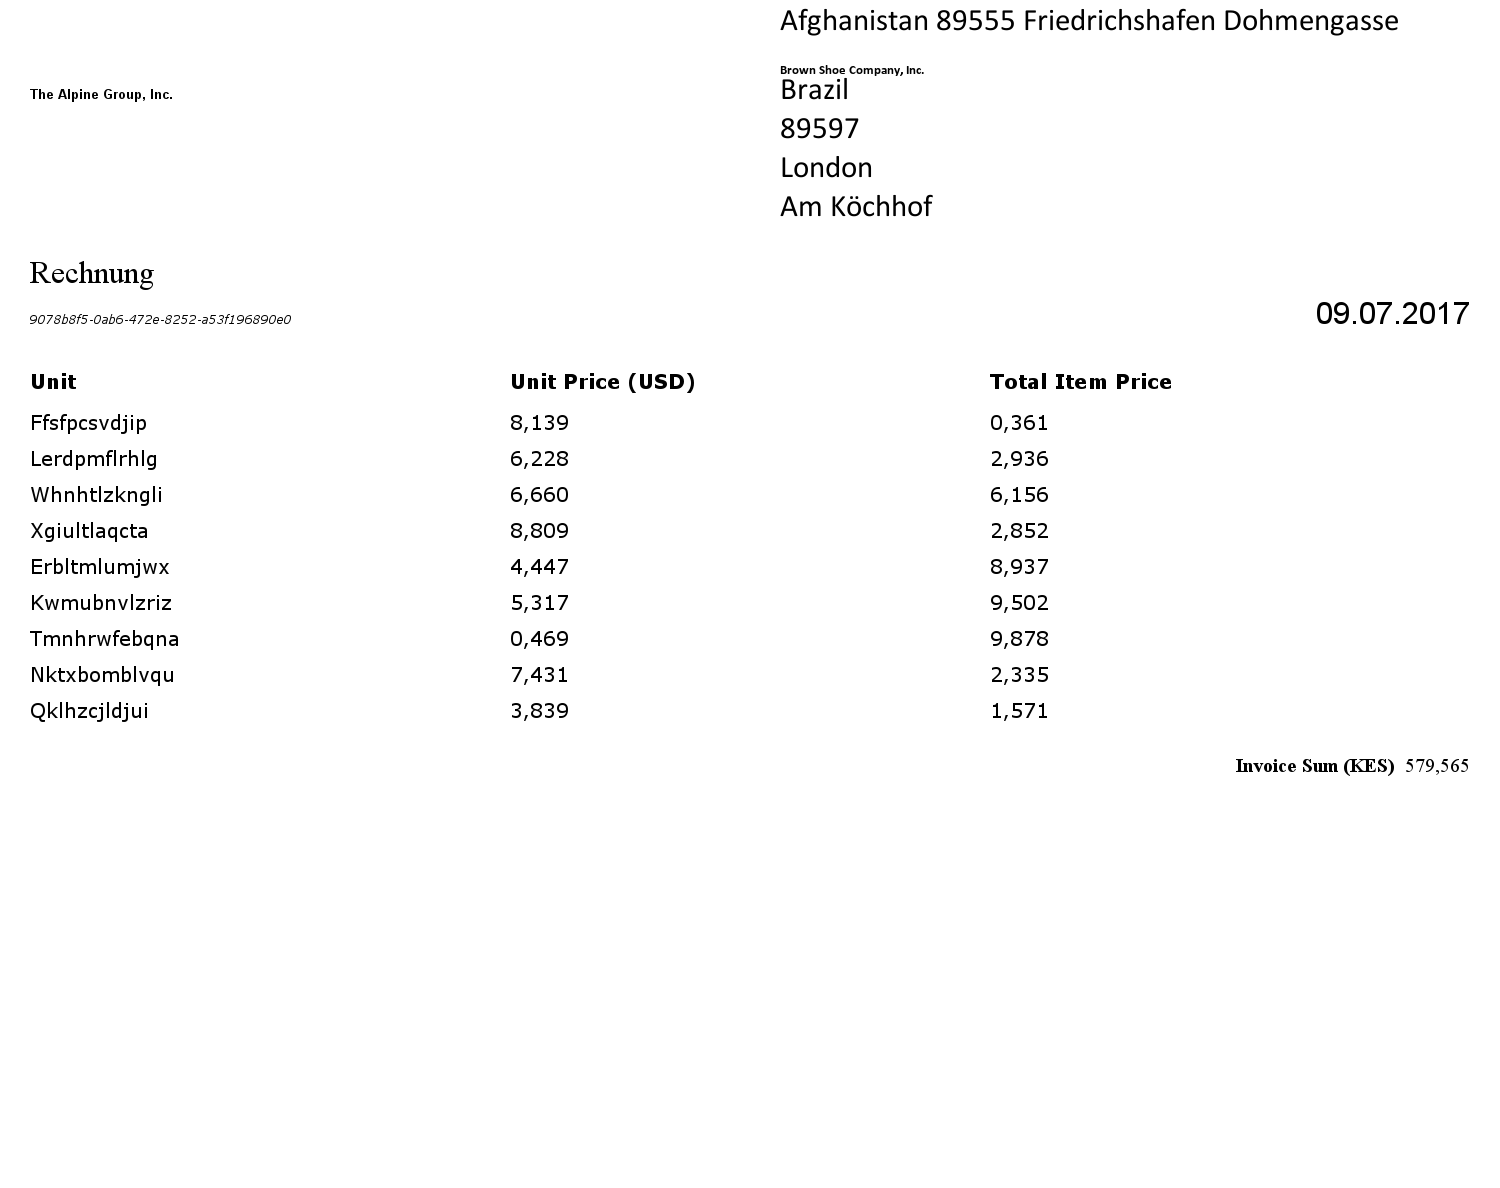 Afghanistan 89555 Friedrichshafen Dohmengasse
Brown Shoe Company, Inc.
The Alpine Group, Inc.
Brazil
89597
London
Am Köchhof
Rechnung
9078b8f5-0ab6-472e-8252-a53f196890e0
09.07.2017
Unit Unit Price (USD) Total Item Price
Ffsfpcsvdjip 8,139 0,361
Lerdpmflrhlg 6,228 2,936
Whnhtlzkngli 6,660 6,156
Xgiultlaqcta 8,809 2,852
Erbltmlumjwx 4,447 8,937
Kwmubnvlzriz 5,317 9,502
Tmnhrwfebqna 0,469 9,878
Nktxbomblvqu 7,431 2,335
Qklhzcjldjui 3,839 1,571
Invoice Sum (KES) 579,565